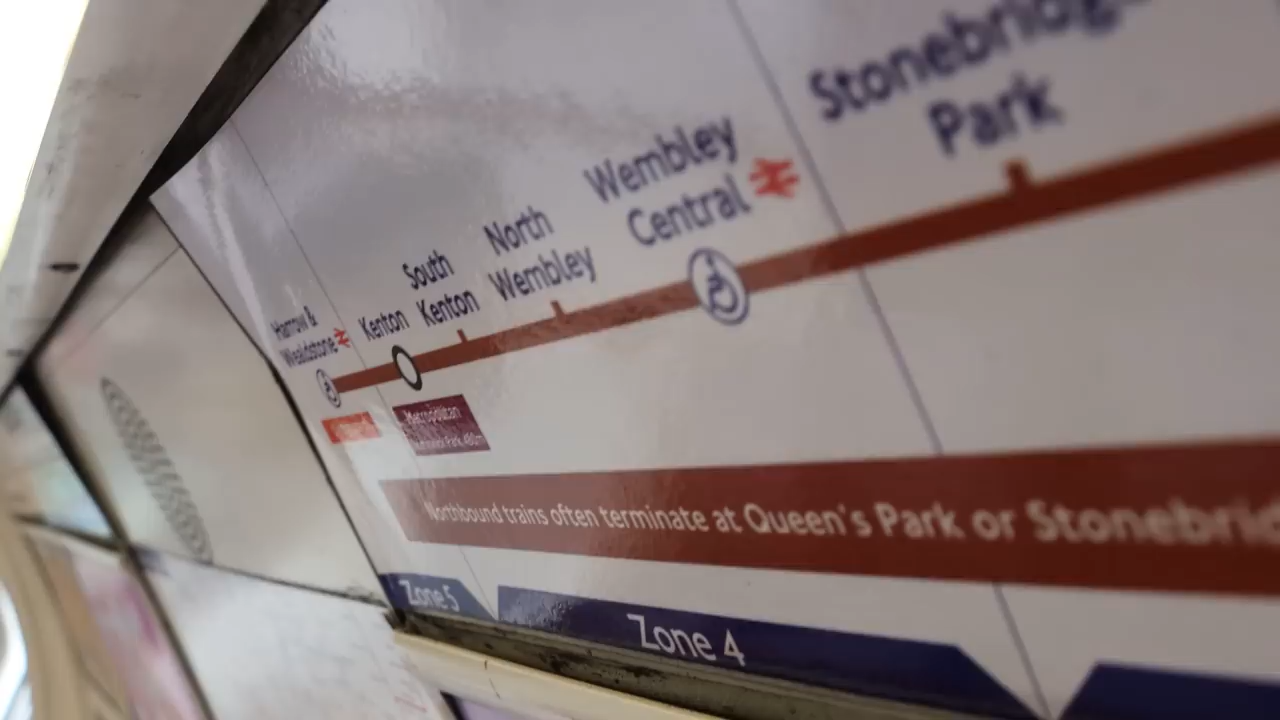 Stonebridge
Park
Wembley
Central
North
Wembley
South
Kenton
Kenton
Harrow &
Wealdstone
Metropolitan
Northbound trains often terminate at Queen's Park or Stonebrid
Zone 5
Zone 4